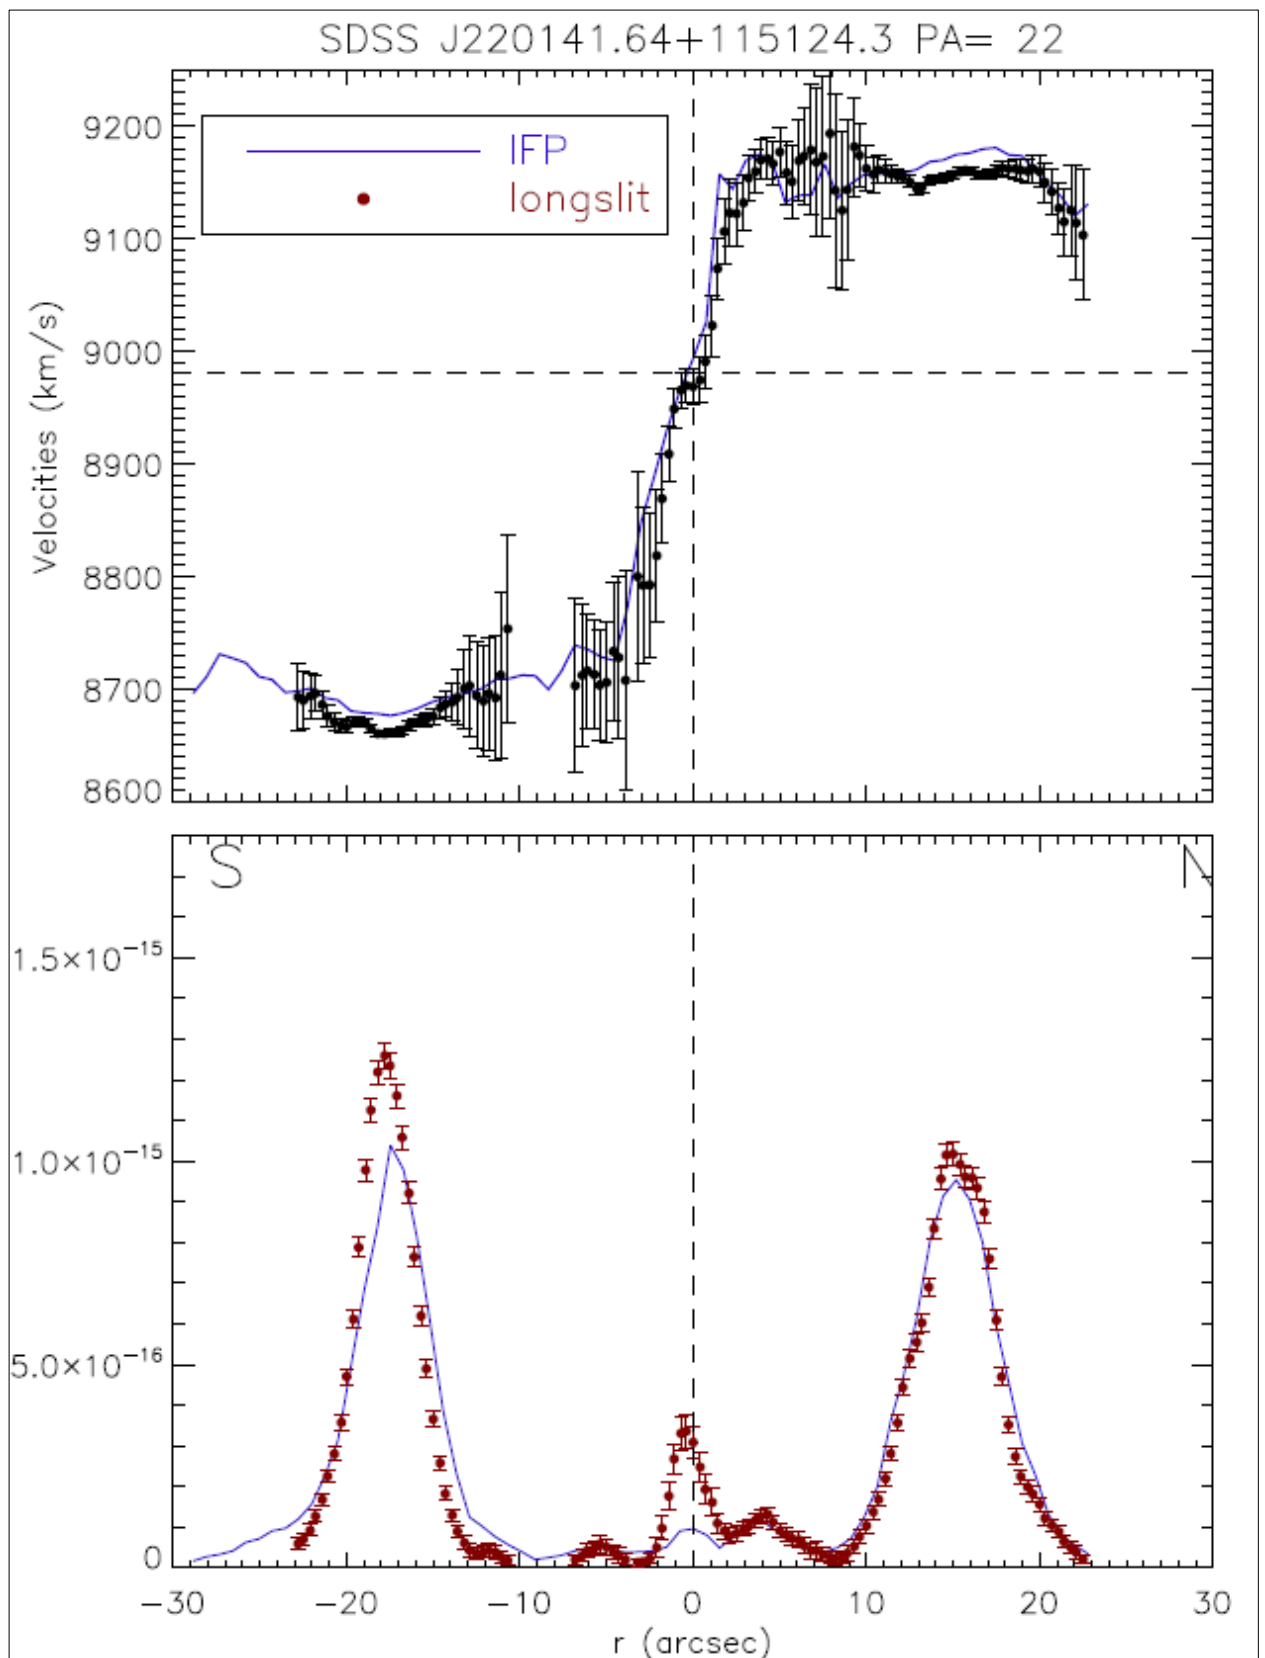 SDSS J220141.64+115124.3 PA= 22
IFP
longslit
9200
9100
9000
8900
8800
8700
8600
Velocities (km/s)
S N
1.5×10⁻¹⁵
1.0×10⁻¹⁵
5.0×10⁻¹⁶
0
−30 −20 −10 0 10 20 30
r (arcsec)